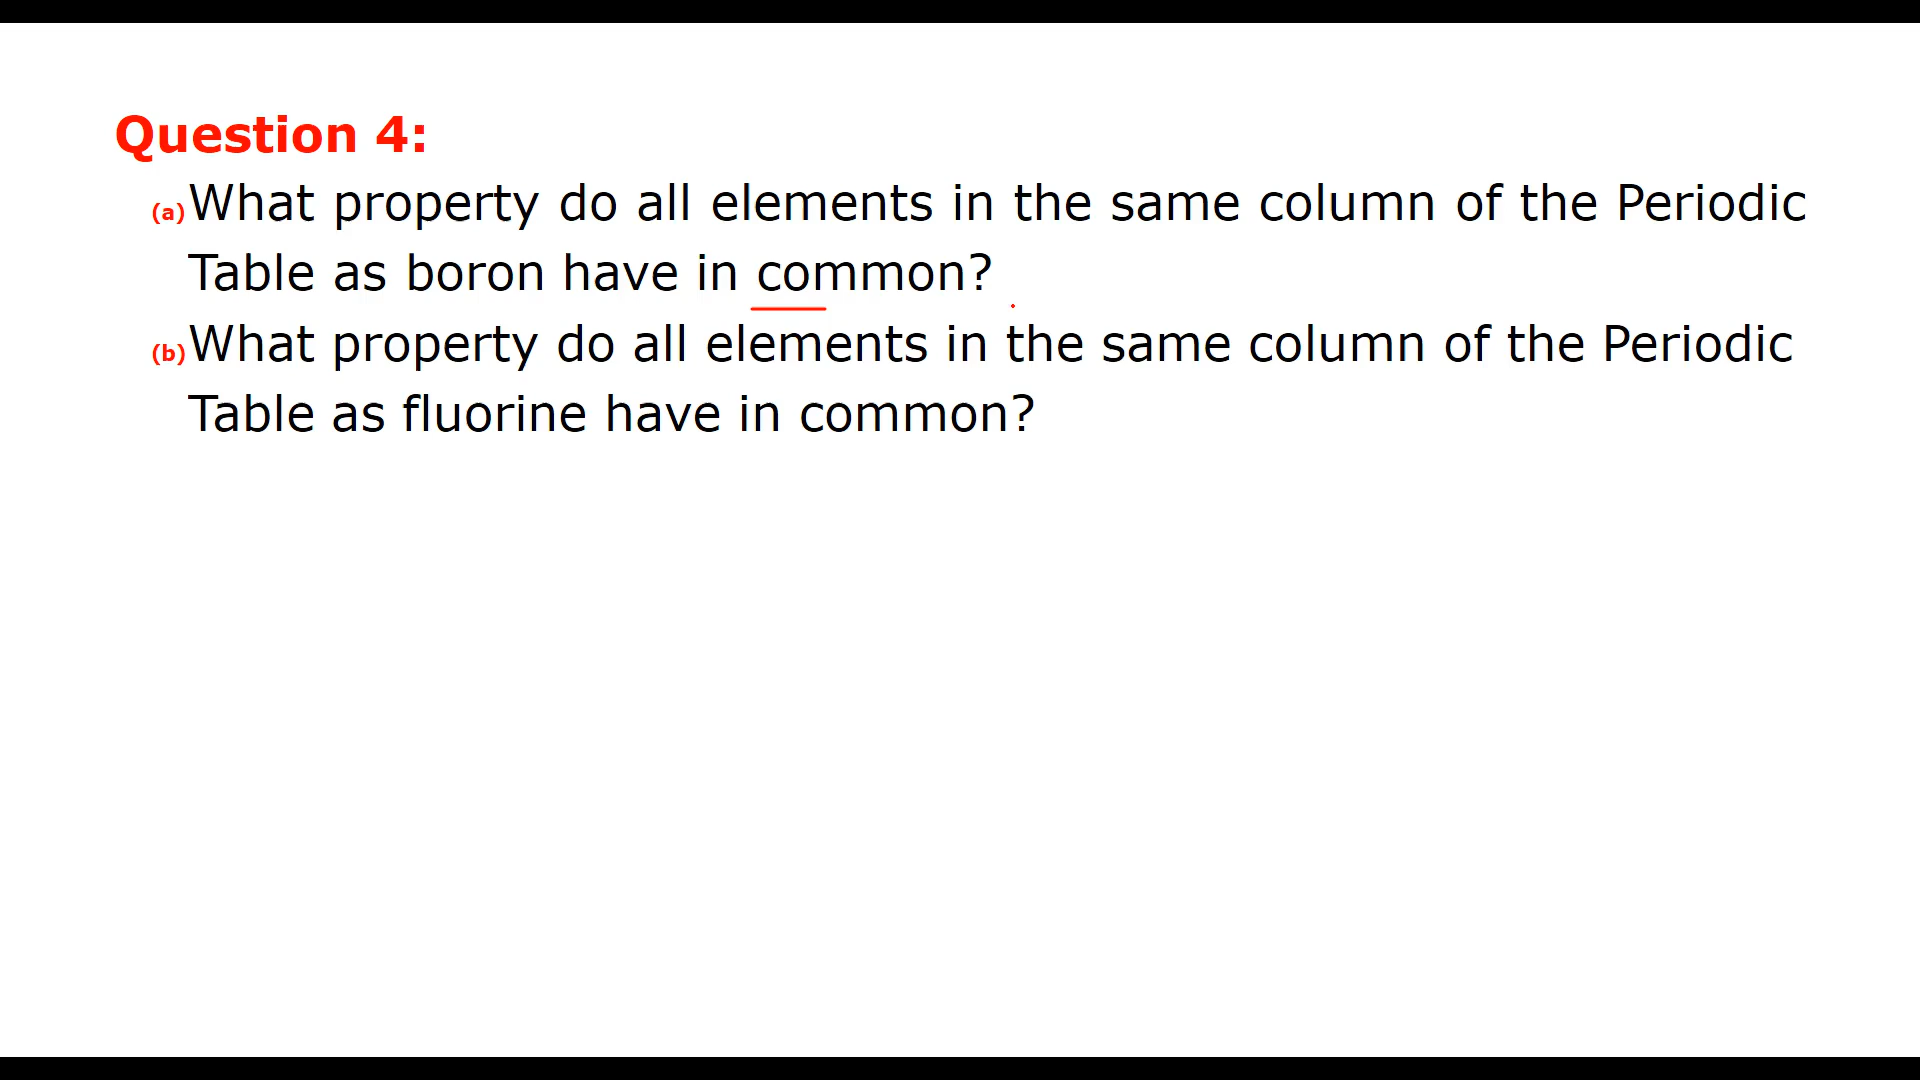 Question 4:
(a) What property do all elements in the same column of the Periodic
Table as boron have in common?
(b) What property do all elements in the same column of the Periodic
Table as fluorine have in common?